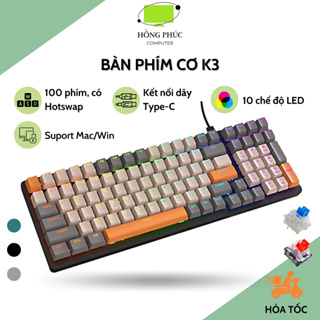 HỒNG PHÚC
COMPUTER
BÀN PHÍM CƠ K3
100 phím, có
Hotswap
Kết nối dây
Type-C
10 chế độ LED
Suport Mac/Win
HỎA TỐC